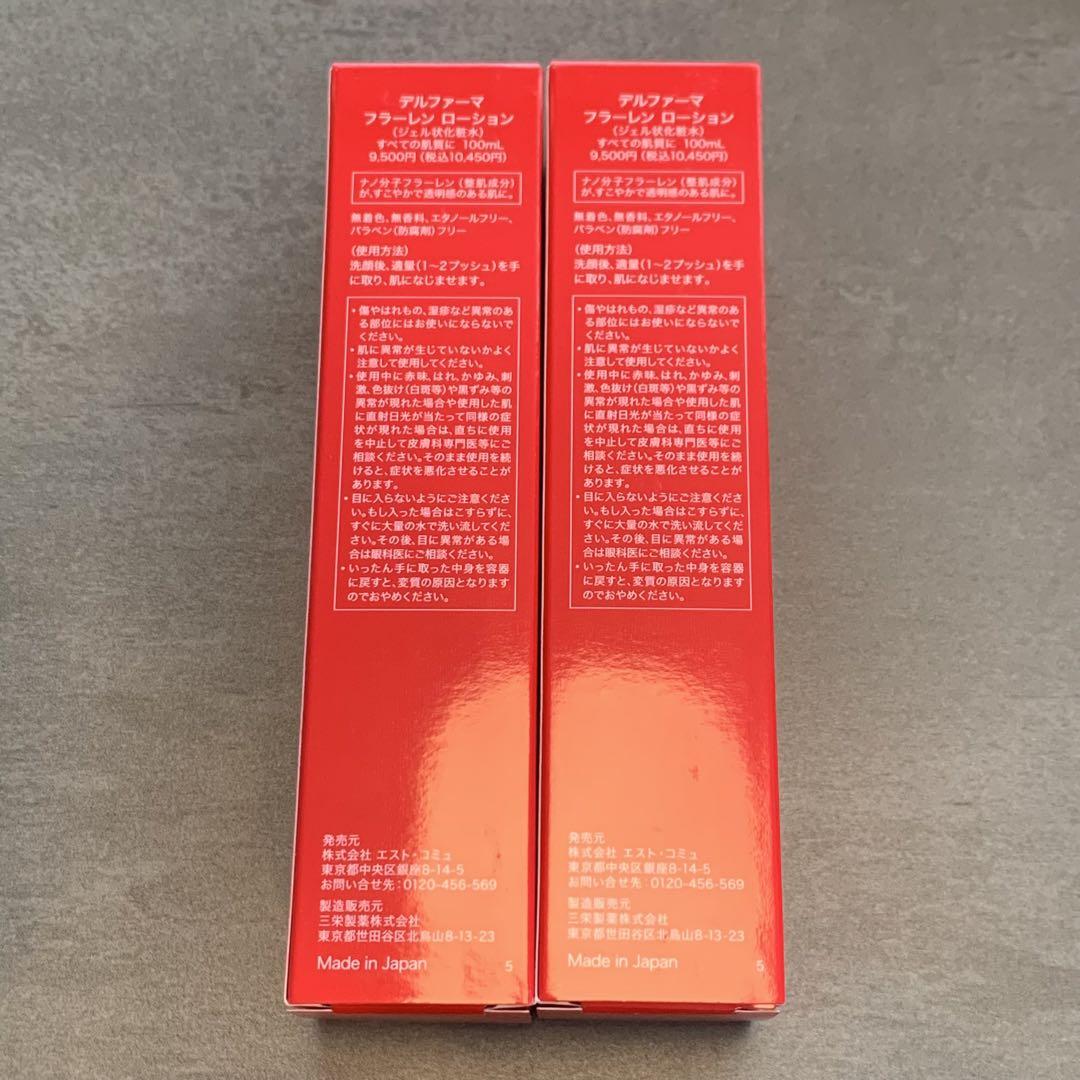 デルファーマ
フラーレン ローション
(ジェル状化粧水)
すべての肌質に 100mL
9,500円 (税込10,450円)
ナノ分子フラーレン (整肌成分)
が、すこやかで透明感のある肌に。
無着色、無香料、エタノールフリー、
パラベン(防腐剤)フリー
〈使用方法〉
洗顔後、適量(1〜2プッシュ)を手
に取り、肌になじませます。
・傷やはれもの、湿疹など異常のあ
る部位にはお使いにならないで
ください。
・肌に異常が生じていないかよく
注意して使用してください。
・使用中に赤味、はれ、かゆみ、刺
激、色抜け(白斑等)や黒ずみ等の
異常が現れた場合や使用した肌
に直射日光が当たって同様の症
状が現れた場合は、直ちに使用
を中止して皮膚科専門医等にご
相談ください。そのまま使用を続
けると、症状を悪化させることが
あります。
・目に入らないようにご注意くださ
い。もし入った場合はこすらずに、
すぐに大量の水で洗い流してくだ
さい。その後、目に異常がある場
合は眼科医にご相談ください。
・いったん手に取った中身を容器
に戻すと、変質の原因となります
のでおやめください。
発売元
株式会社 エスト・コミュ
東京都中央区銀座8-14-5
お問い合せ先:0120-456-569
製造販売元
三栄製薬株式会社
東京都世田谷区北烏山8-13-23
Made in Japan 5
デルファーマ
フラーレン ローション
(ジェル状化粧水)
すべての肌質に 100mL
9,500円 (税込10,450円)
ナノ分子フラーレン (整肌成分)
が、すこやかで透明感のある肌に。
無着色、無香料、エタノールフリー、
パラベン(防腐剤)フリー
〈使用方法〉
洗顔後、適量(1〜2プッシュ)を手
に取り、肌になじませます。
・傷やはれもの、湿疹など異常のあ
る部位にはお使いにならないで
ください。
・肌に異常が生じていないかよく
注意して使用してください。
・使用中に赤味、はれ、かゆみ、刺
激、色抜け(白斑等)や黒ずみ等の
異常が現れた場合や使用した肌
に直射日光が当たって同様の症
状が現れた場合は、直ちに使用
を中止して皮膚科専門医等にご
相談ください。そのまま使用を続
けると、症状を悪化させることが
あります。
・目に入らないようにご注意くださ
い。もし入った場合はこすらずに、
すぐに大量の水で洗い流してくだ
さい。その後、目に異常がある場
合は眼科医にご相談ください。
・いったん手に取った中身を容器
に戻すと、変質の原因となります
のでおやめください。
発売元
株式会社 エスト・コミュ
東京都中央区銀座8-14-5
お問い合せ先:0120-456-569
製造販売元
三栄製薬株式会社
東京都世田谷区北烏山8-13-23
Made in Japan 5